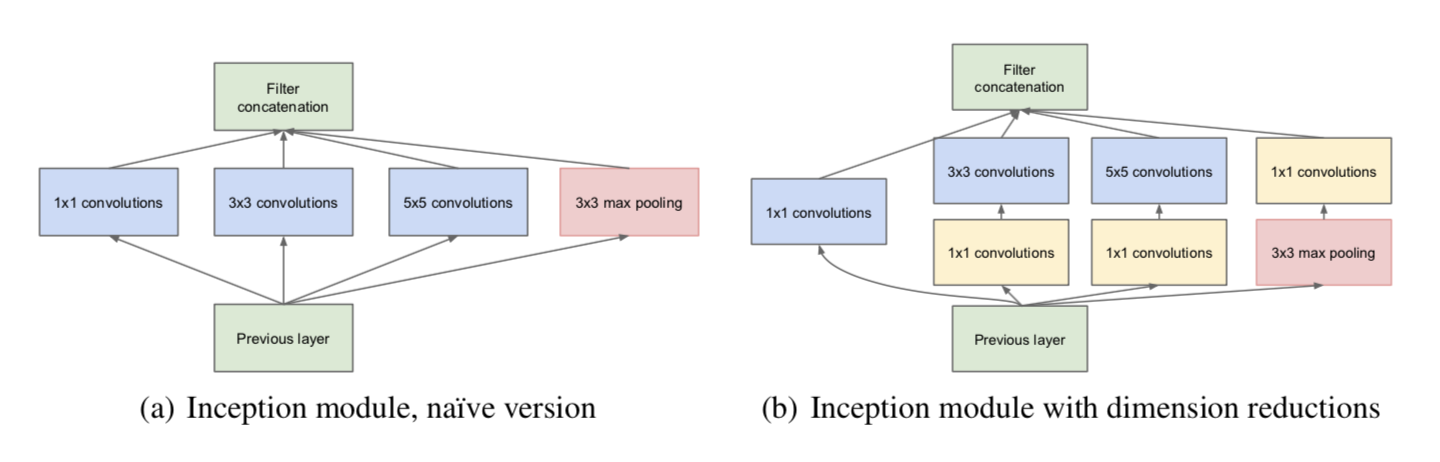 Filter
concatenation
1x1 convolutions
3x3 convolutions
5x5 convolutions
3x3 max pooling
Previous layer
(a) Inception module, naïve version
Filter
concatenation
3x3 convolutions
5x5 convolutions
1x1 convolutions
1x1 convolutions
1x1 convolutions
1x1 convolutions
3x3 max pooling
Previous layer
(b) Inception module with dimension reductions